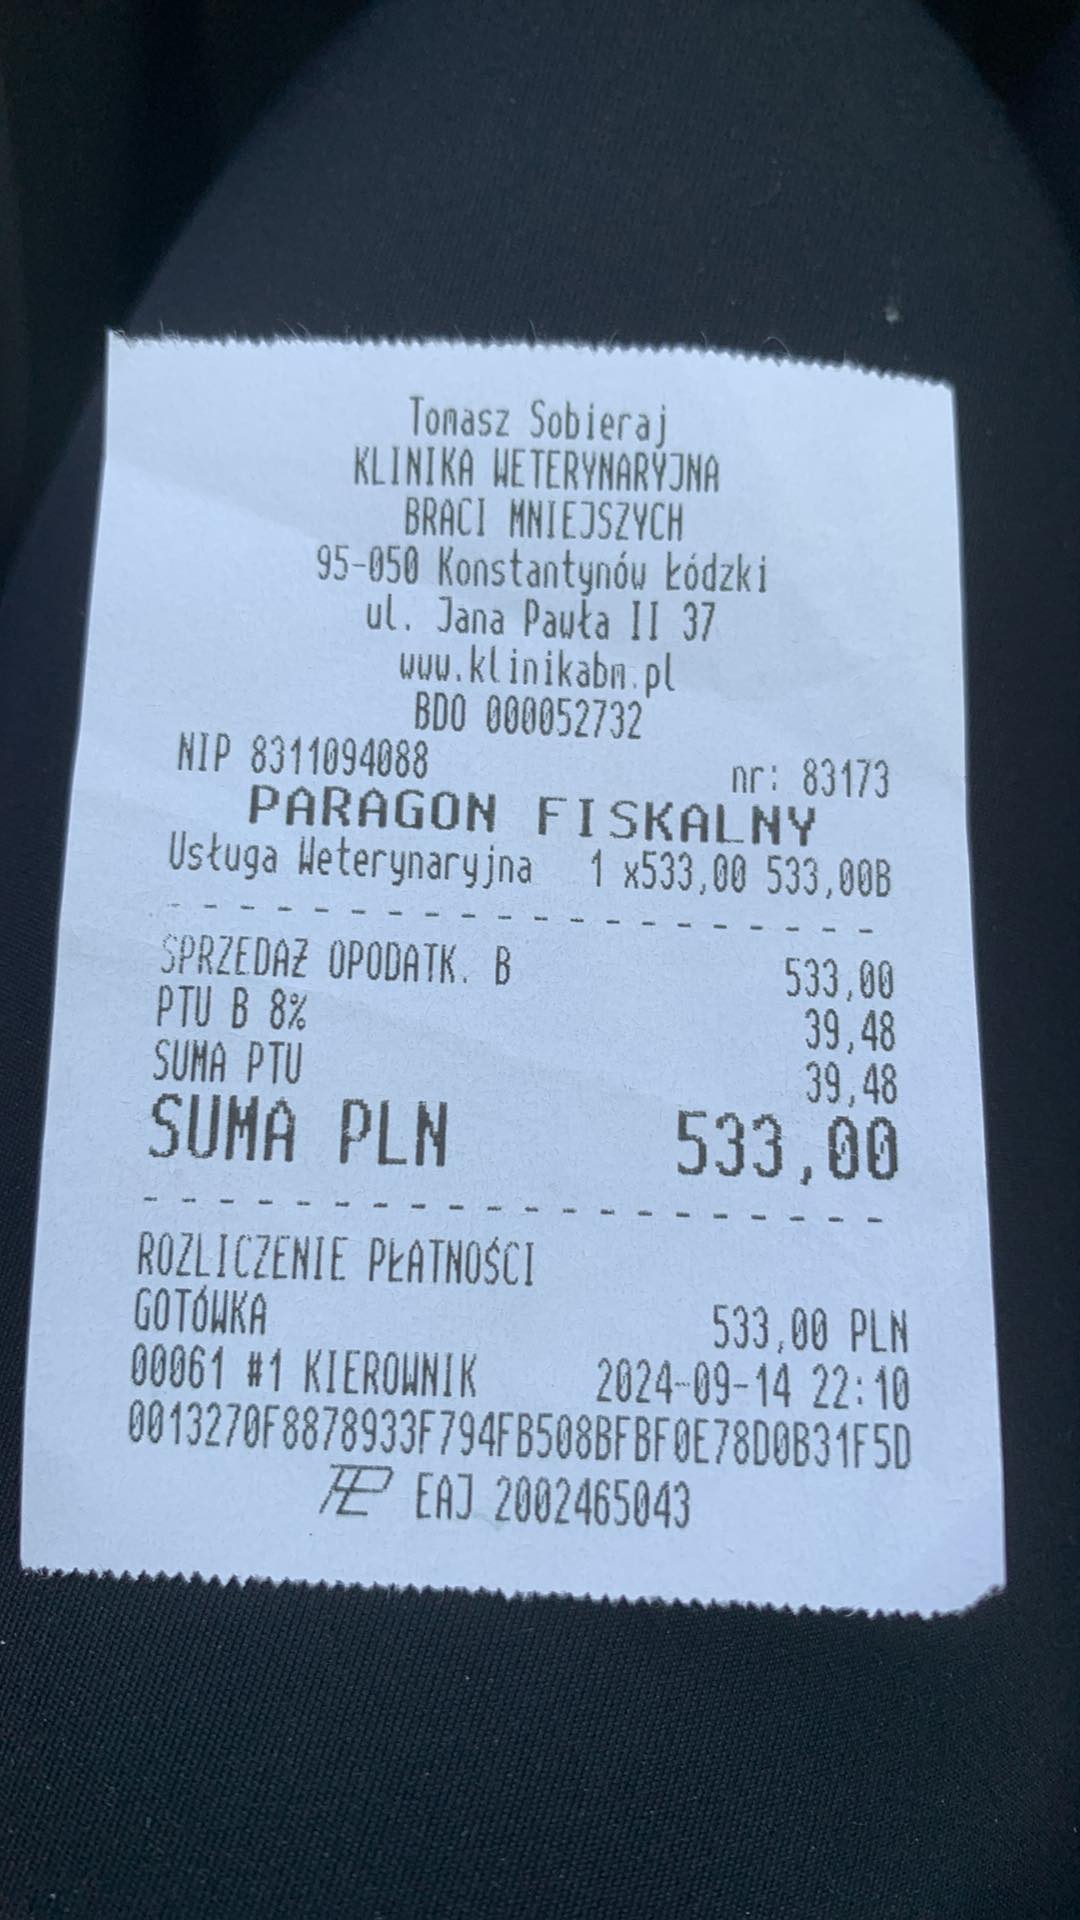 Tomasz Sobieraj
KLINIKA WETERYNARYJNA
BRACI MNIEJSZYCH
95-050 Konstantynów Łódzki
ul. Jana Pawła II 37
www.klinikabm.pl
BDO 000052732
NIP 8311094088 nr: 83173
PARAGON FISKALNY
Usługa Weterynaryjna 1 x533,00 533,00B
SPRZEDAŻ OPODATK. B 533,00
PTU B 8% 39,48
SUMA PTU 39,48
SUMA PLN 533,00
ROZLICZENIE PŁATNOŚCI
GOTÓWKA 533,00 PLN
00061 #1 KIEROWNIK 2024-09-14 22:10
0013270F8878933F794FB508BFBF0E78D0B31F5D
EAJ 2002465043